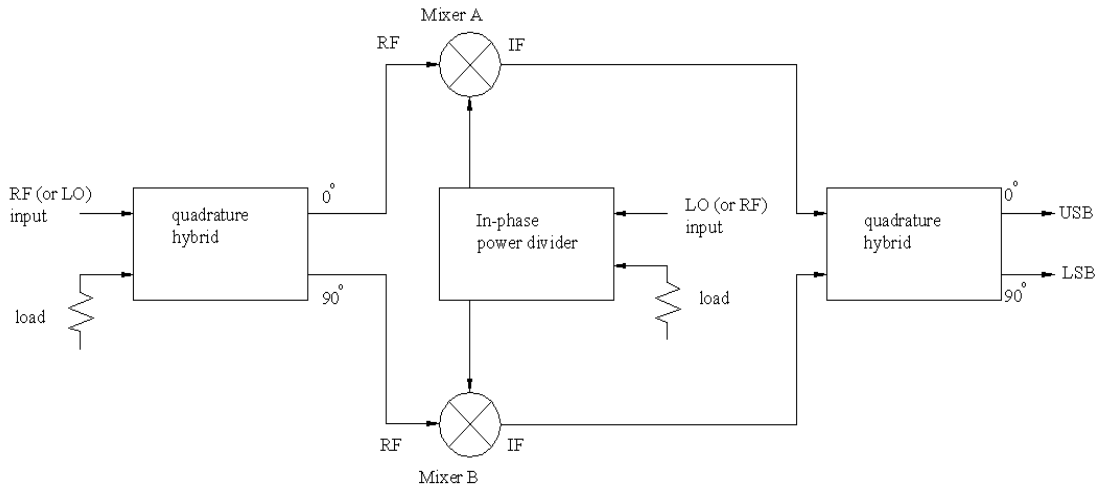 Mixer A
RF
IF
RF (or LO)
input
load
quadrature
hybrid
0°
90°
In-phase
power divider
LO (or RF)
input
load
quadrature
hybrid
0°
USB
LSB
90°
RF
IF
Mixer B